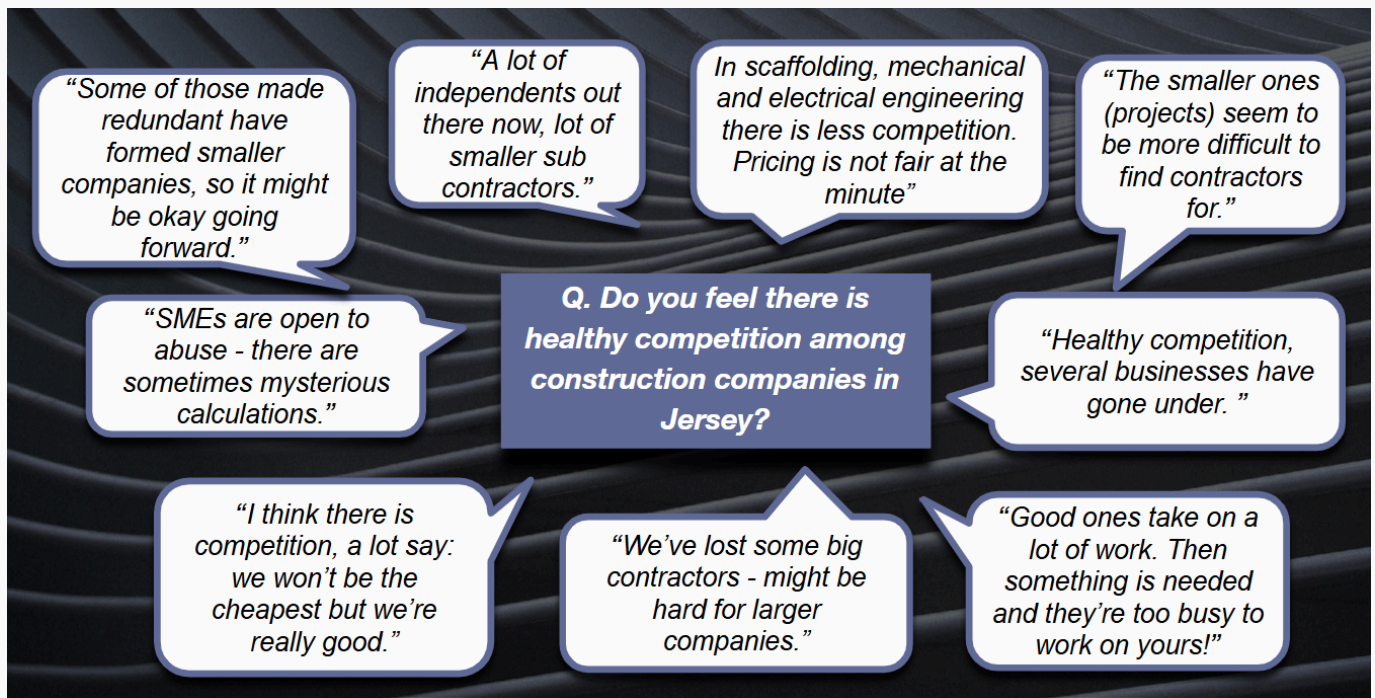 “Some of those made
redundant have
formed smaller
companies, so it might
be okay going
forward.”
“A lot of
independents out
there now, lot of
smaller sub
contractors.”
In scaffolding, mechanical
and electrical engineering
there is less competition.
Pricing is not fair at the
minute”
“The smaller ones
(projects) seem to
be more difficult to
find contractors
for.”
“SMEs are open to
abuse - there are
sometimes mysterious
calculations.”
Q. Do you feel there is
healthy competition among
construction companies in
Jersey?
“Healthy competition,
several businesses have
gone under. ”
“I think there is
competition, a lot say:
we won’t be the
cheapest but we’re
really good.”
“We’ve lost some big
contractors - might be
hard for larger
companies.”
“Good ones take on a
lot of work. Then
something is needed
and they’re too busy to
work on yours!”